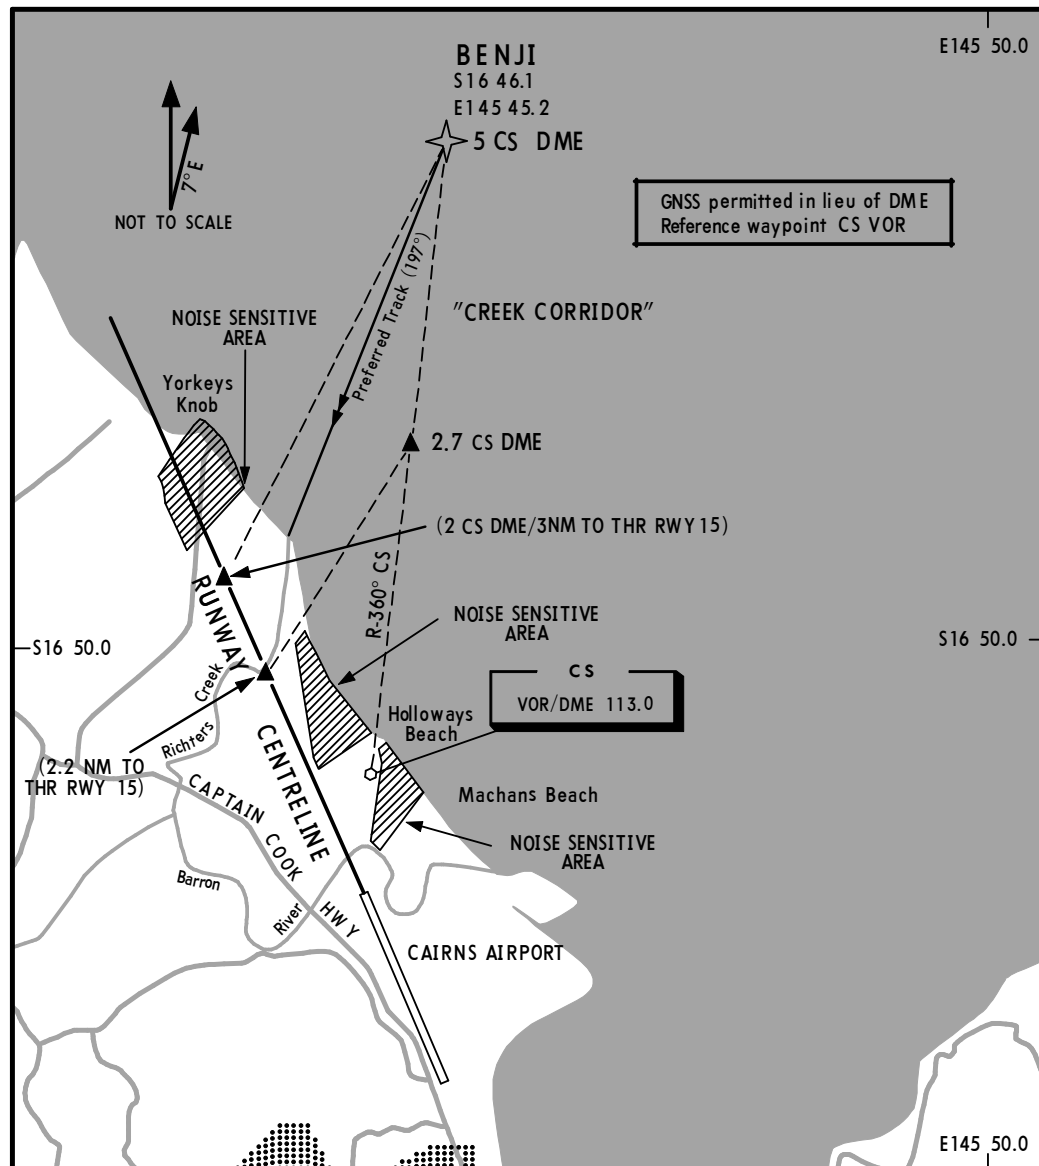 E145 50.0
BENJI
S16 46.1
E145 45.2
5 CS DME
7° E
NOT TO SCALE
GNSS permitted in lieu of DME
Reference waypoint CS VOR
Preferred Track (197°)
"CREEK CORRIDOR"
NOISE SENSITIVE
AREA
Yorkeys
Knob
2.7 CS DME
(2 CS DME/3NM TO THR RWY 15)
R-360° CS
RUNWAY
NOISE SENSITIVE
AREA
S16 50.0
S16 50.0
CS
VOR/DME 113.0
Creek
Richters
Holloways
Beach
CENTRELINE
(2.2 NM TO
THR RWY 15)
CAPTAIN COOK HWY
Machans Beach
NOISE SENSITIVE
AREA
Barron
River
CAIRNS AIRPORT
E145 50.0